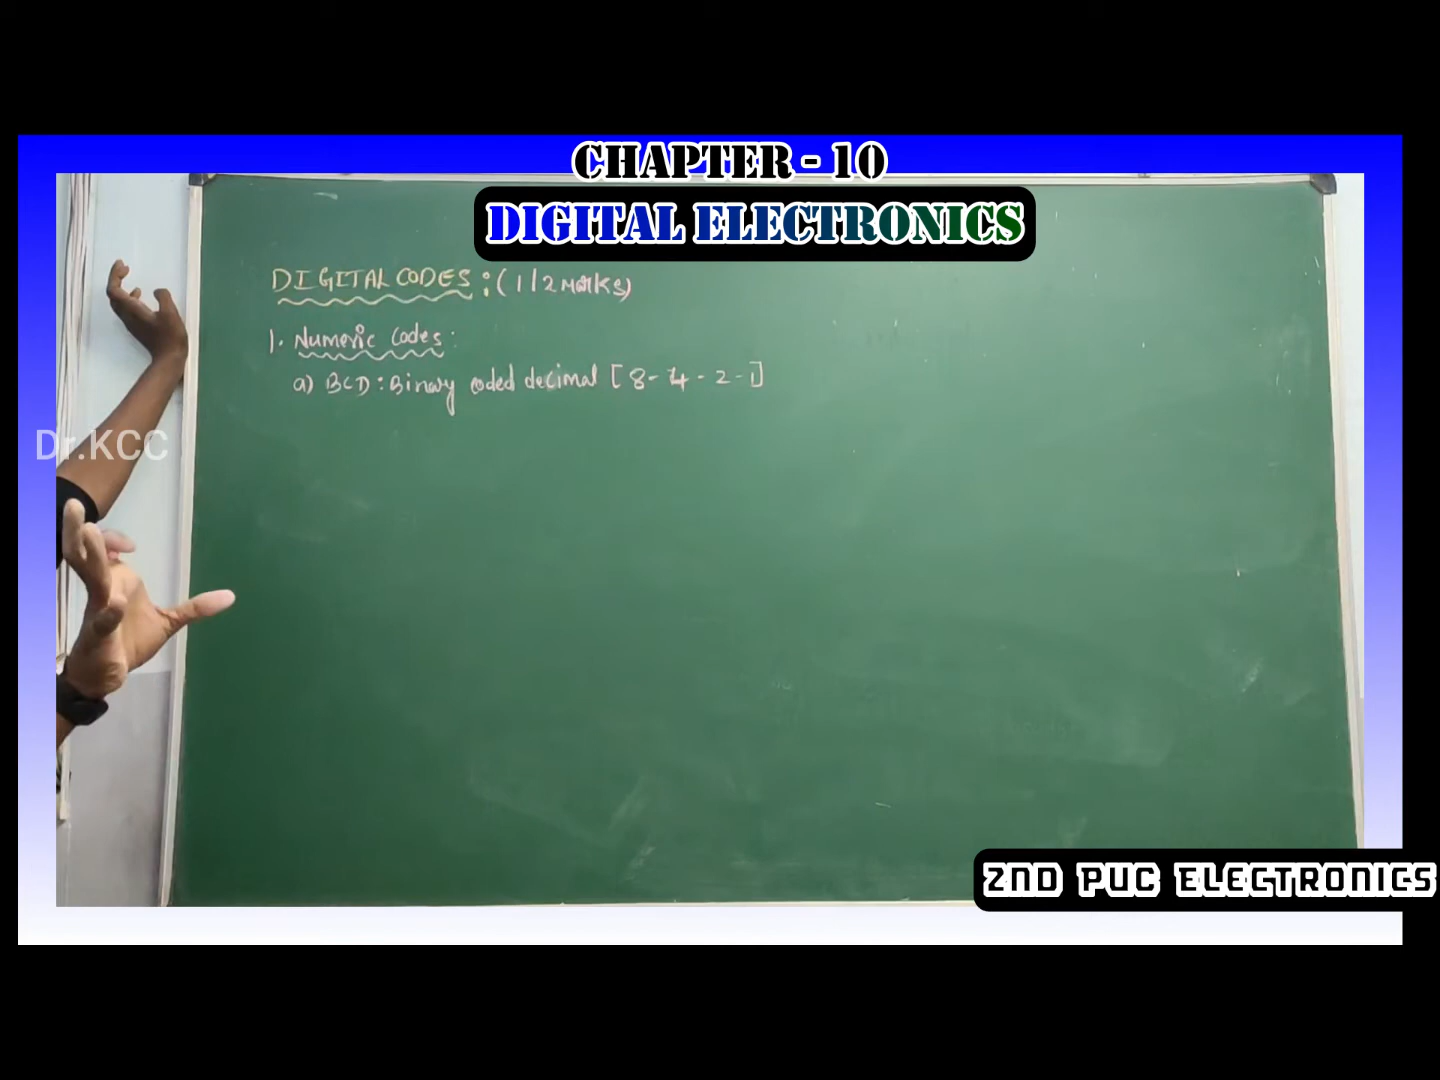 CHAPTER - 10
DIGITAL ELECTRONICS
DIGITAL CODES : (1/2 Marks)
1. Numeric Codes :
a) BCD : Binary coded decimal [8-4-2-1]
Dr.KCC
2ND PUC ELECTRONICS